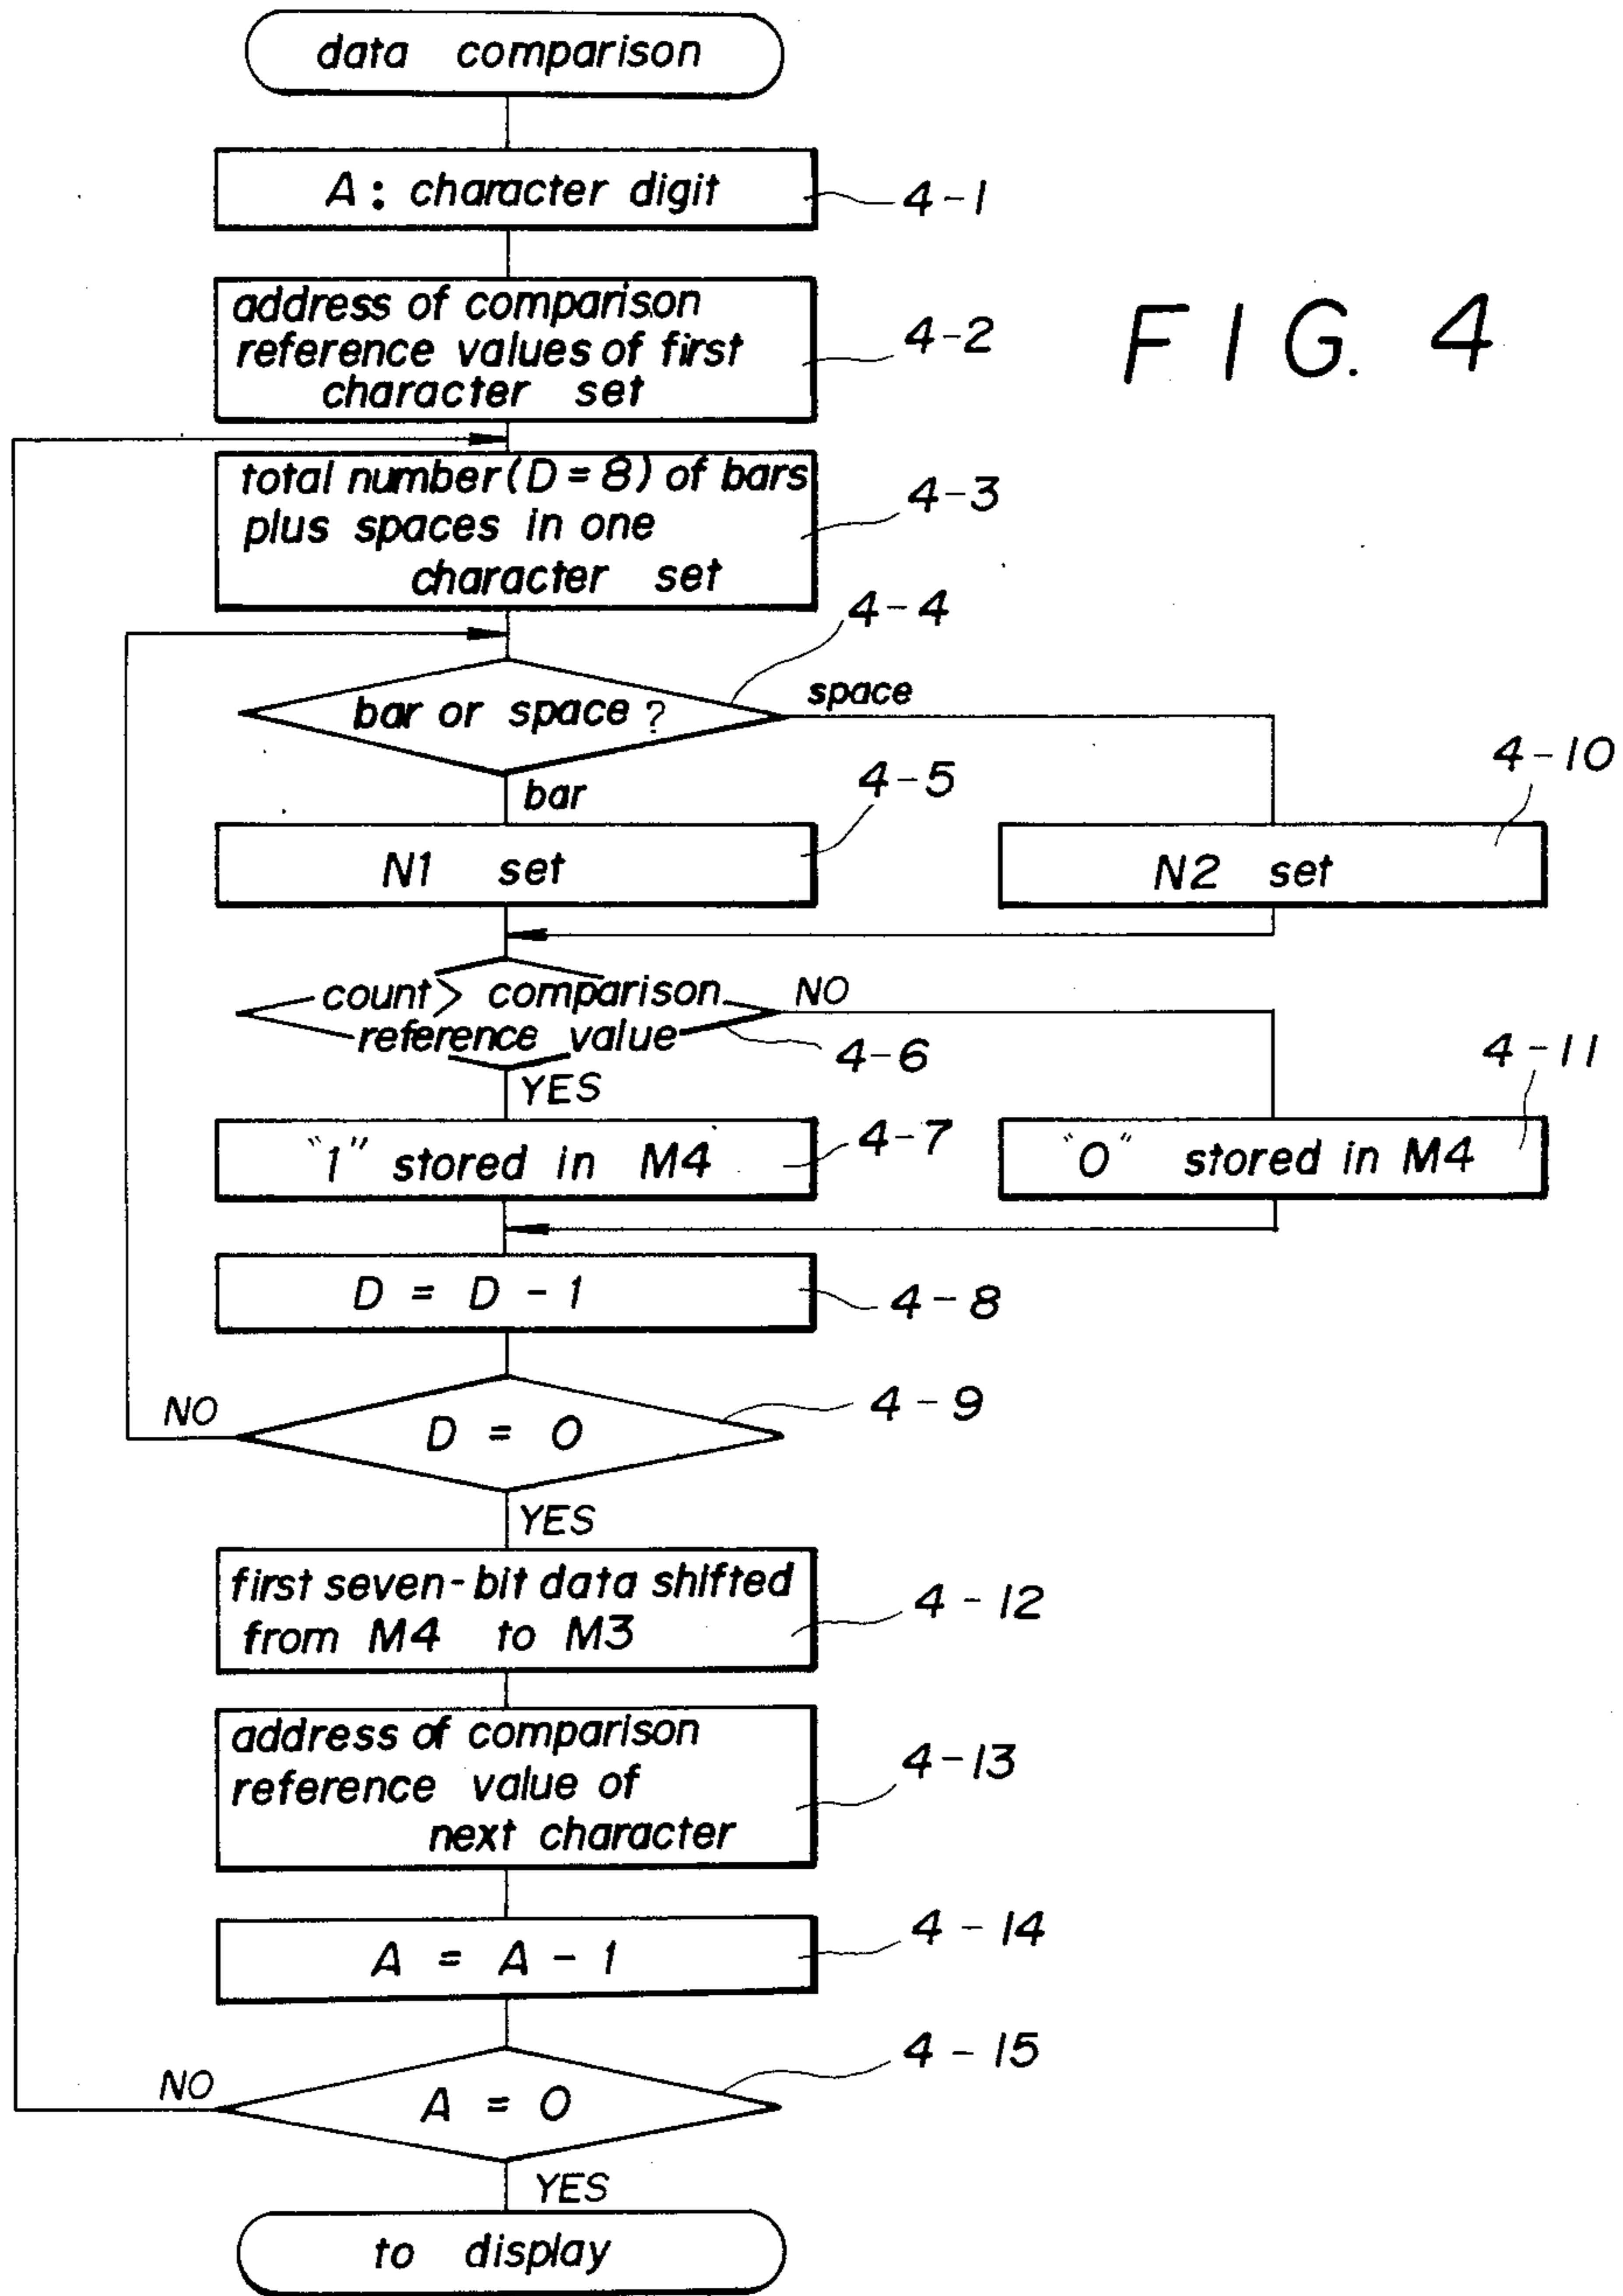 data comparison
A: character digit
4-1
address of comparison
reference values of first
character set
4-2
FIG. 4
total number (D = 8) of bars
plus spaces in one
character set
4-3
4-4
bar or space ?
space
bar
4-5
N1 set
4-10
N2 set
count > comparison
reference value
NO
4-6
YES
4-11
"1" stored in M4
4-7
"0" stored in M4
D = D - 1
4-8
NO
D = 0
4-9
YES
first seven-bit data shifted
from M4 to M3
4-12
address of comparison
reference value of
next character
4-13
A = A - 1
4-14
NO
A = 0
4-15
YES
to display